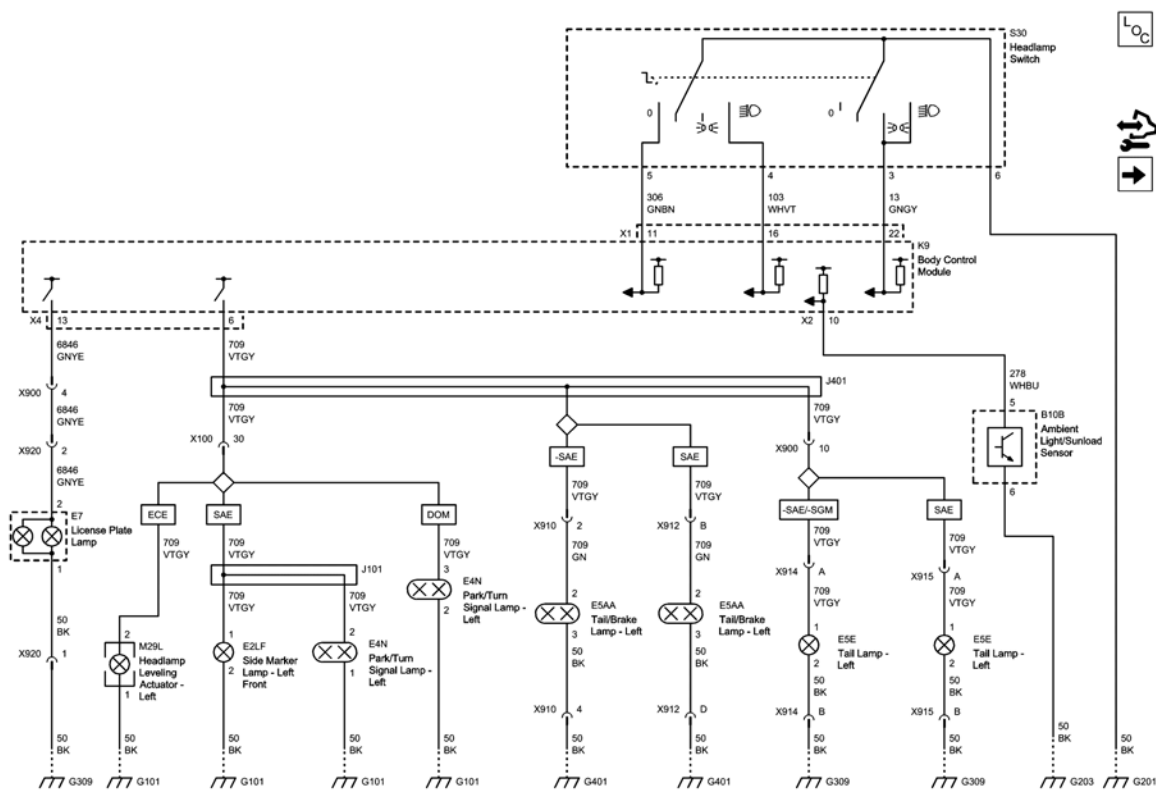 LOC
S30
Headlamp
Switch
0
0
5
4
3
6
306
GNBN
103
WHVT
13
GNGY
X1
11
16
22
K9
Body Control
Module
X4
13
6
X2
10
6846
GNYE
709
VTGY
278
WHBU
J401
X900
4
709
VTGY
709
VTGY
5
B10B
Ambient
Light/Sunload
Sensor
6
6846
GNYE
X100
30
X900
10
X920
2
-SAE
SAE
6846
GNYE
709
VTGY
709
VTGY
2
E7
License Plate
Lamp
1
ECE
SAE
DOM
-SAE/-SGM
SAE
X910
2
X912
B
709
VTGY
709
VTGY
709
VTGY
709
VTGY
709
VTGY
709
GN
709
GN
X914
A
X915
A
J101
3
E4N
Park/Turn
Signal Lamp -
Left
2
709
VTGY
709
VTGY
709
VTGY
709
VTGY
2
E5AA
Tail/Brake
Lamp - Left
3
2
E5AA
Tail/Brake
Lamp - Left
3
50
BK
X920
1
2
M29L
Headlamp
Leveling
Actuator -
Left
1
1
E2LF
Side Marker
Lamp - Left
Front
2
2
E4N
Park/Turn
Signal Lamp -
Left
1
1
E5E
Tail Lamp -
Left
2
1
E5E
Tail Lamp -
Left
2
50
BK
50
BK
50
BK
50
BK
X910
4
X912
D
X914
B
X915
B
50
BK
50
BK
50
BK
50
BK
50
BK
50
BK
50
BK
50
BK
50
BK
50
BK
50
BK
G309
G101
G101
G101
G101
G401
G401
G309
G309
G203
G201